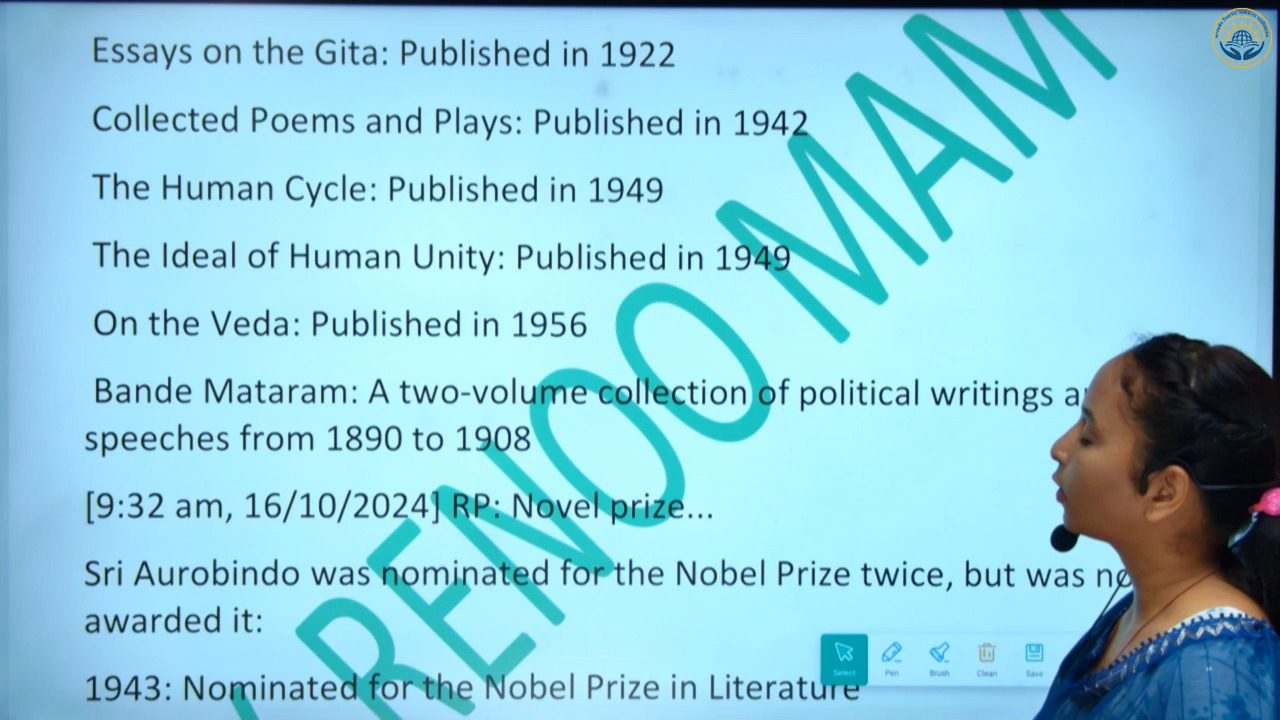 Essays on the Gita: Published in 1922
Collected Poems and Plays: Published in 1942
The Human Cycle: Published in 1949
The Ideal of Human Unity: Published in 1949
On the Veda: Published in 1956
Bande Mataram: A two-volume collection of political writings
speeches from 1890 to 1908
[9:32 am, 16/10/2024] RP: Novel prize...
Sri Aurobindo was nominated for the Nobel Prize twice, but was
awarded it:
1943: Nominated for the Nobel Prize in Literature
RENOO MAM
Select Pen Brush Clean Save